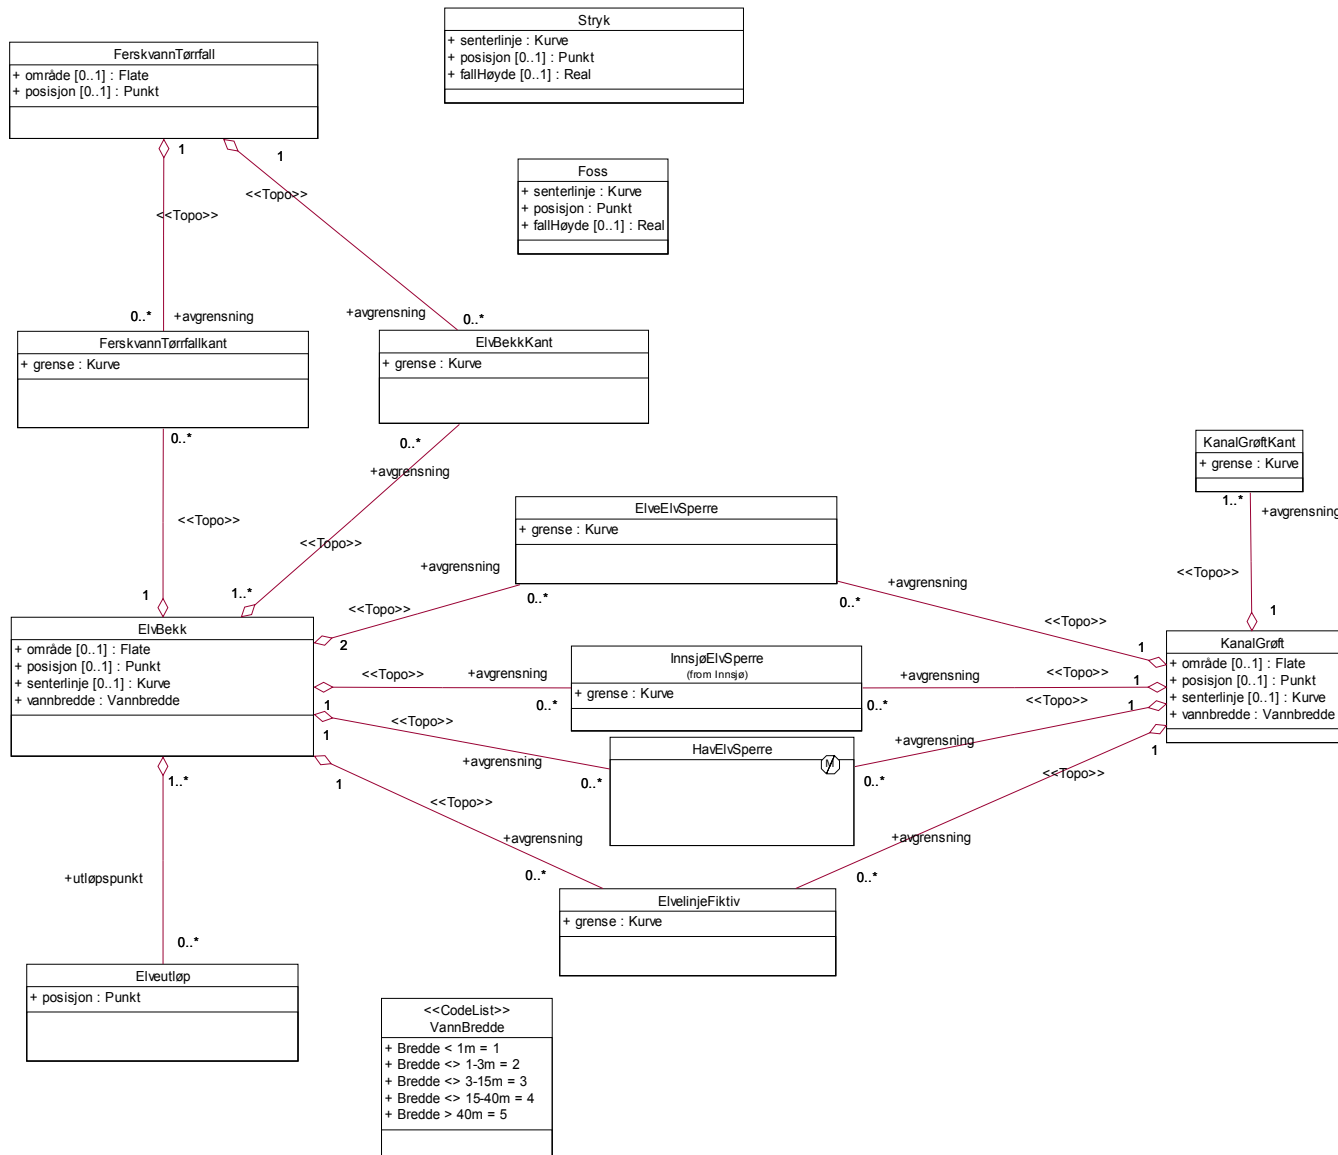 Stryk
+ senterlinje : Kurve
+ posisjon [0..1] : Punkt
+ fallHøyde [0..1] : Real
FerskvannTørrfall
+ område [0..1] : Flate
+ posisjon [0..1] : Punkt
1
1
<<Topo>>
<<Topo>>
Foss
+ senterlinje : Kurve
+ posisjon : Punkt
+ fallHøyde [0..1] : Real
0..*
+avgrensning
+avgrensning
0..*
FerskvannTørrfallkant
+ grense : Kurve
ElvBekkKant
+ grense : Kurve
0..*
0..*
+avgrensning
<<Topo>>
<<Topo>>
1
1..*
KanalGrøftKant
+ grense : Kurve
1..*
+avgrensning
<<Topo>>
1
ElveElvSperre
+ grense : Kurve
+avgrensning
0..*
<<Topo>>
2
+avgrensning
0..*
<<Topo>>
1
ElvBekk
+ område [0..1] : Flate
+ posisjon [0..1] : Punkt
+ senterlinje [0..1] : Kurve
+ vannbredde : Vannbredde
KanalGrøft
+ område [0..1] : Flate
+ posisjon [0..1] : Punkt
+ senterlinje [0..1] : Kurve
+ vannbredde : Vannbredde
InnsjøElvSperre
(from Innsjø)
+ grense : Kurve
<<Topo>>
+avgrensning
1
0..*
+avgrensning
<<Topo>>
1
0..*
HavElvSperre
M
<<Topo>>
1
+avgrensning
0..*
<<Topo>>
1
+avgrensning
0..*
1
<<Topo>>
+avgrensning
0..*
1
<<Topo>>
+avgrensning
0..*
ElvelinjeFiktiv
+ grense : Kurve
1..*
+utløpspunkt
0..*
Elveutløp
+ posisjon : Punkt
<<CodeList>>
VannBredde
+ Bredde < 1m = 1
+ Bredde <> 1-3m = 2
+ Bredde <> 3-15m = 3
+ Bredde <> 15-40m = 4
+ Bredde > 40m = 5